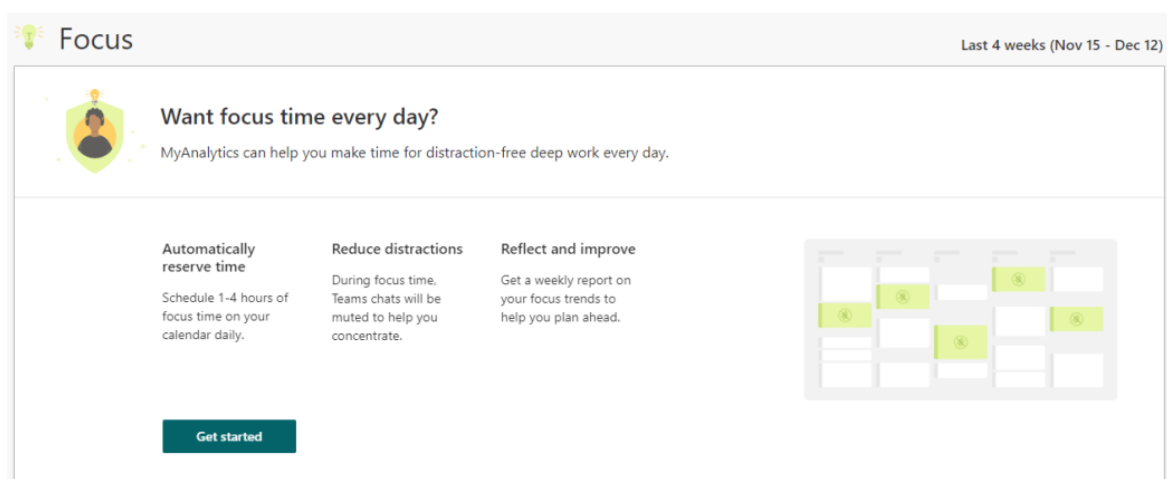 Focus
Last 4 weeks (Nov 15 - Dec 12)
Want focus time every day?
MyAnalytics can help you make time for distraction-free deep work every day.
Automatically
reserve time
Schedule 1-4 hours of
focus time on your
calendar daily.
Reduce distractions
During focus time,
Teams chats will be
muted to help you
concentrate.
Reflect and improve
Get a weekly report on
your focus trends to
help you plan ahead.
Get started